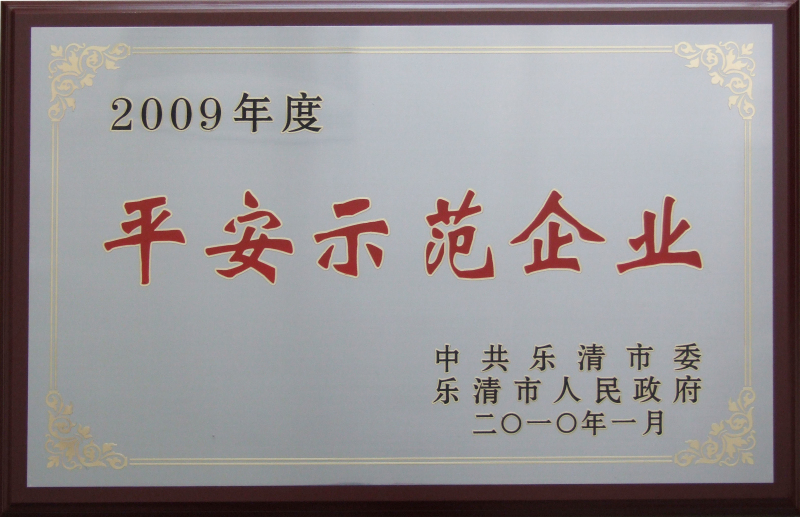 2009年度
平安示范企业
中共乐清市委
乐清市人民政府
二〇一〇年一月